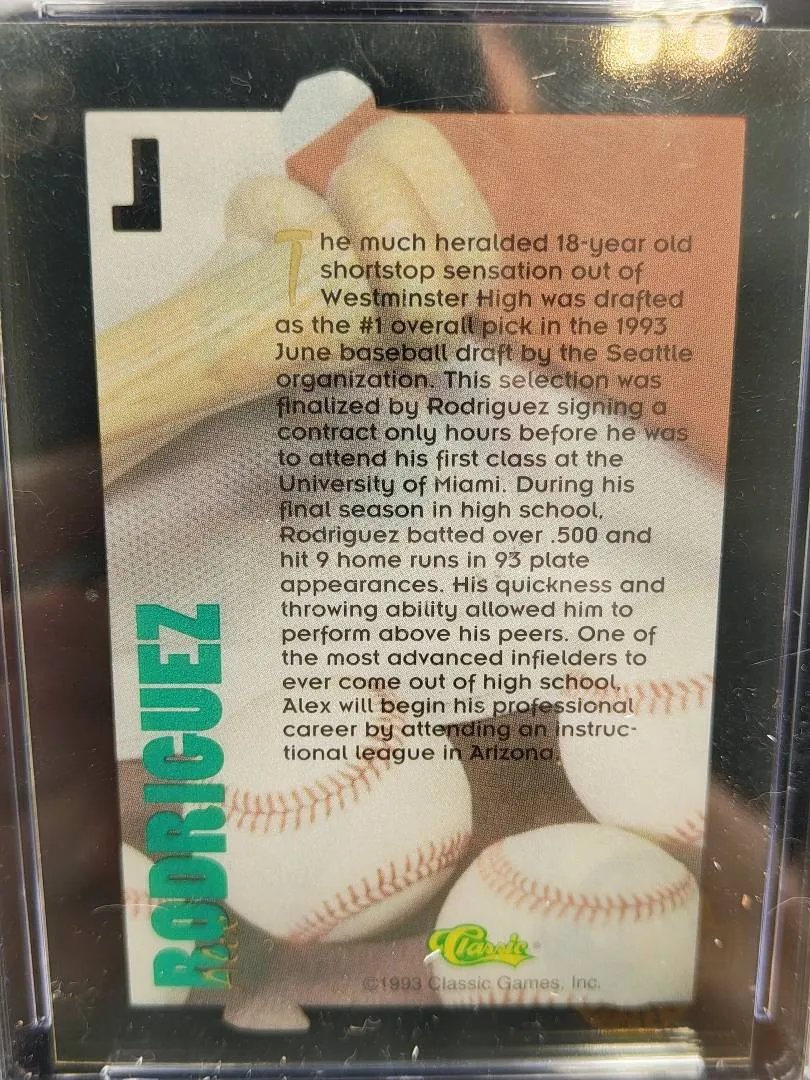 The much heralded 18-year old
shortstop sensation out of
Westminster High was drafted
as the #1 overall pick in the 1993
June baseball draft by the Seattle
organization. This selection was
finalized by Rodriguez signing a
contract only hours before he was
to attend his first class at the
University of Miami. During his
final season in high school,
Rodriguez batted over .500 and
hit 9 home runs in 93 plate
appearances. His quickness and
throwing ability allowed him to
perform above his peers. One of
the most advanced infielders to
ever come out of high school,
Alex will begin his professional
career by attending an instruc-
tional league in Arizona.
Alex
RODRIGUEZ
Classic®
©1993 Classic Games, Inc.